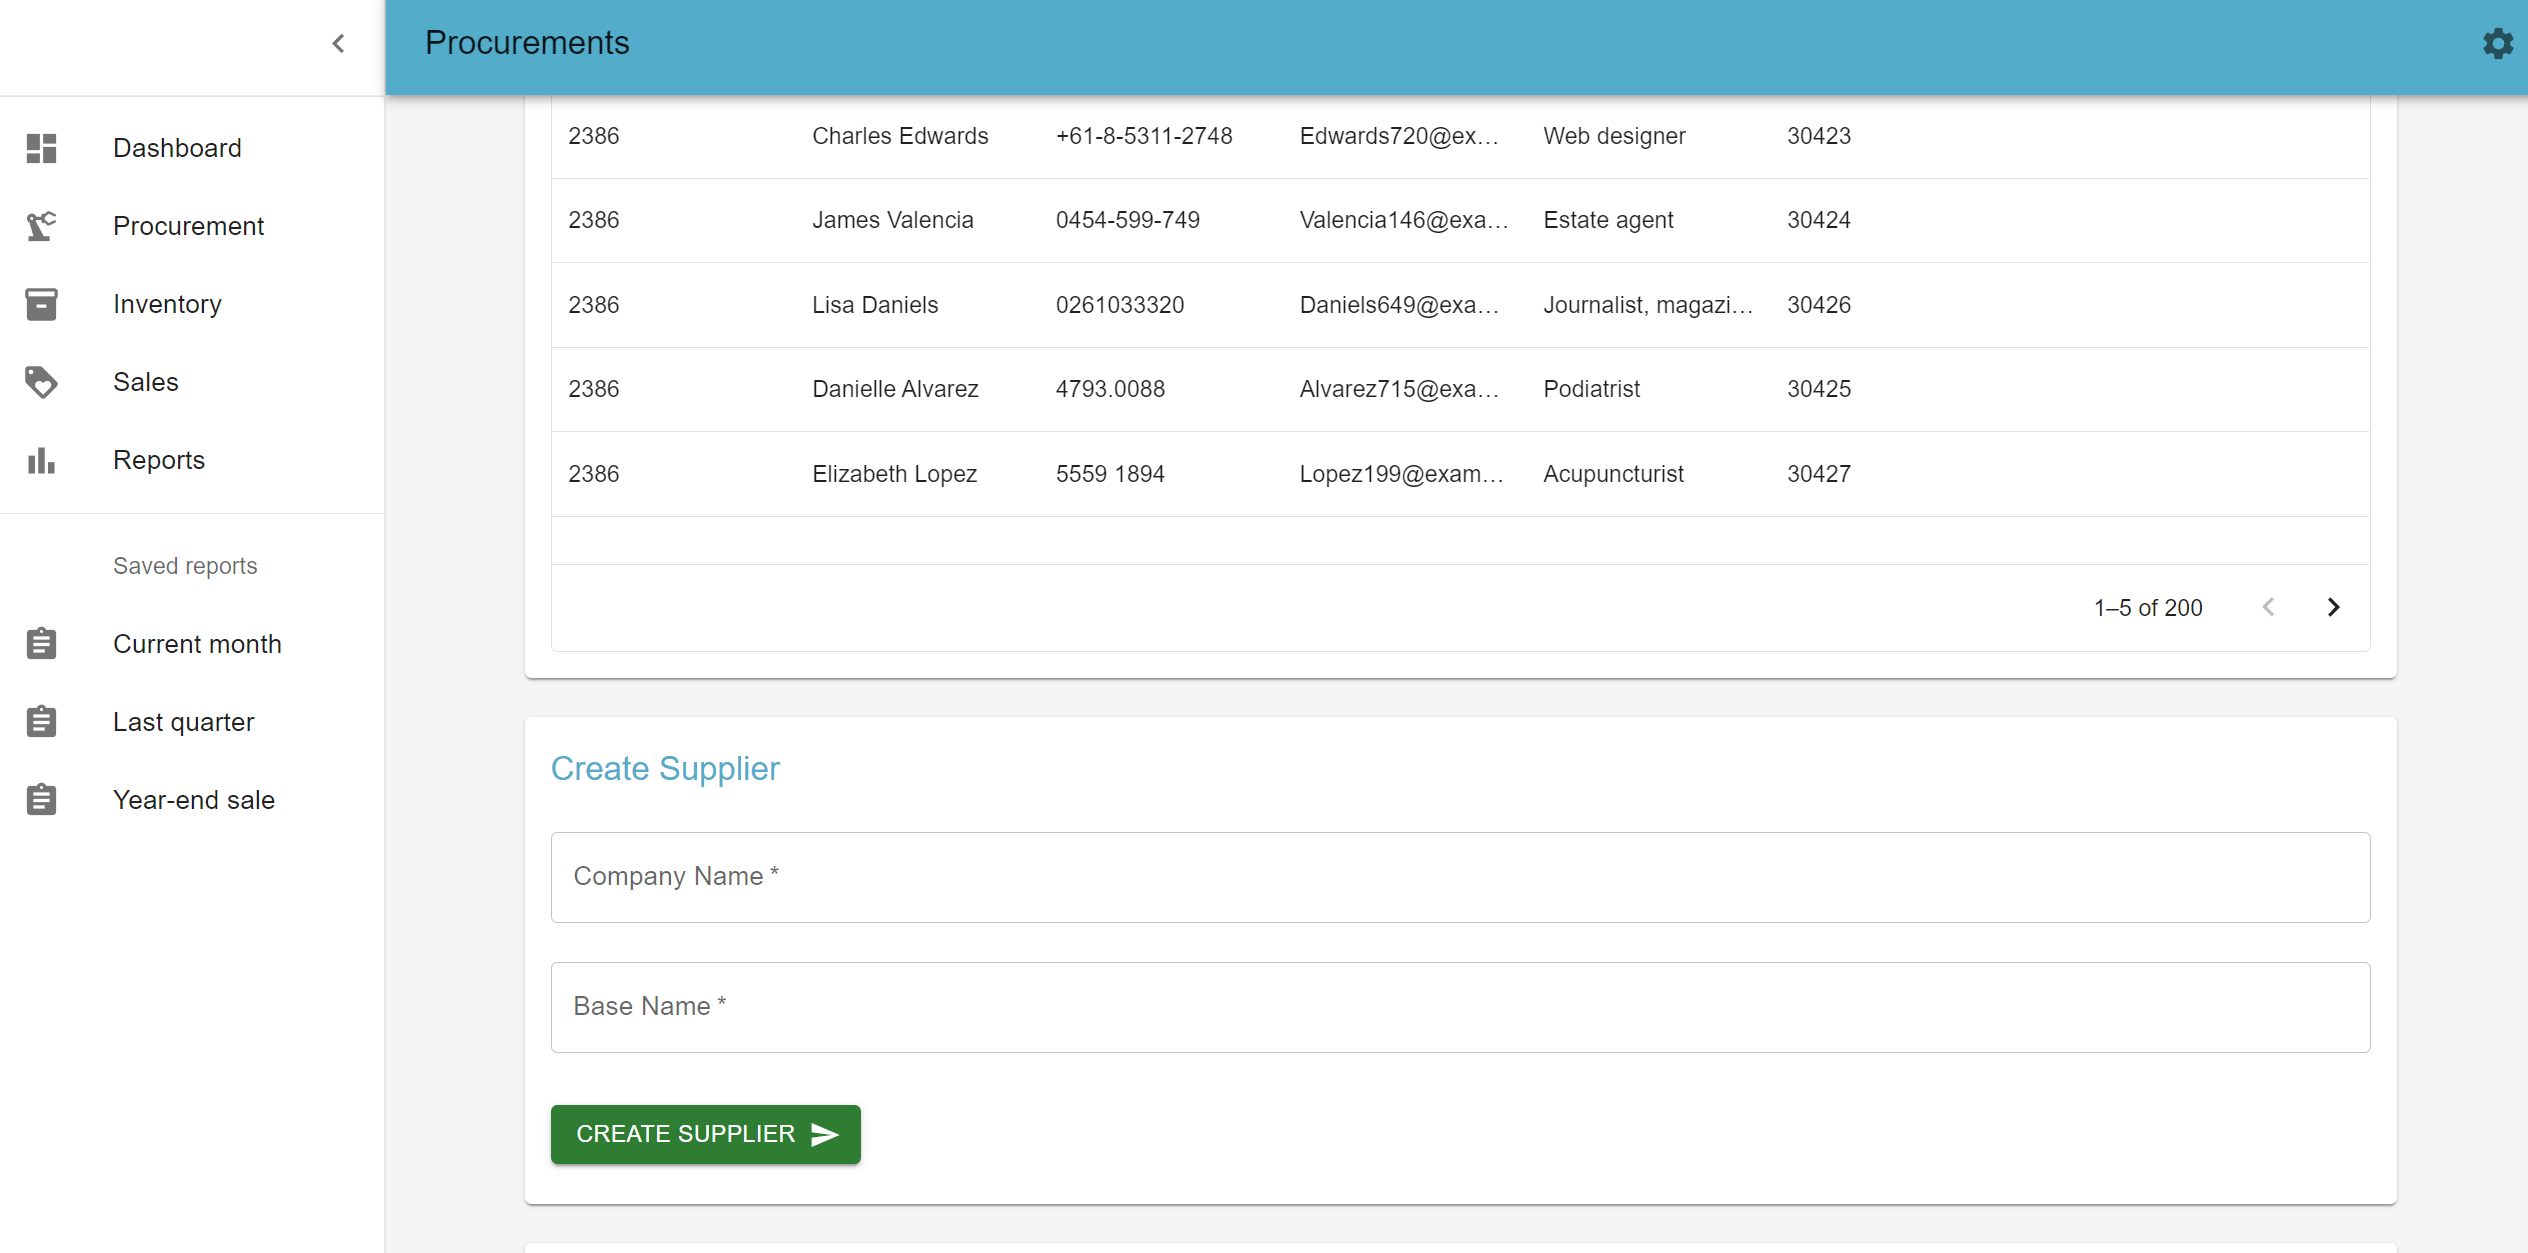 Procurements
Dashboard
Procurement
Inventory
Sales
Reports
Saved reports
Current month
Last quarter
Year-end sale
2386 Charles Edwards +61-8-5311-2748 Edwards720@ex... Web designer 30423
2386 James Valencia 0454-599-749 Valencia146@exa... Estate agent 30424
2386 Lisa Daniels 0261033320 Daniels649@exa... Journalist, magazi... 30426
2386 Danielle Alvarez 4793.0088 Alvarez715@exa... Podiatrist 30425
2386 Elizabeth Lopez 5559 1894 Lopez199@exam... Acupuncturist 30427
1–5 of 200
Create Supplier
Company Name *
Base Name *
CREATE SUPPLIER